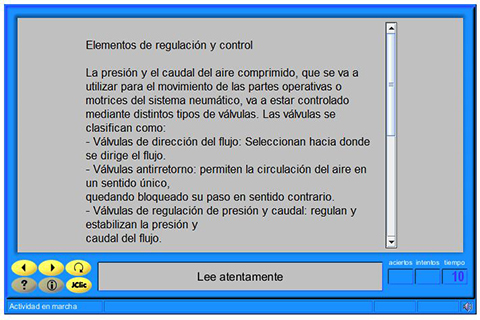 Elementos de regulación y control
La presión y el caudal del aire comprimido, que se va a
utilizar para el movimiento de las partes operativas o
motrices del sistema neumático, va a estar controlado
mediante distintos tipos de válvulas. Las válvulas se
clasifican como:
- Válvulas de dirección del flujo: Seleccionan hacia donde
se dirige el flujo.
- Válvulas antirretorno: permiten la circulación del aire en
un sentido único,
quedando bloqueado su paso en sentido contrario.
- Válvulas de regulación de presión y caudal: regulan y
estabilizan la presión y
caudal del flujo.
Lee atentamente
aciertos intentos tiempo
10
? i JClic
Actividad en marcha